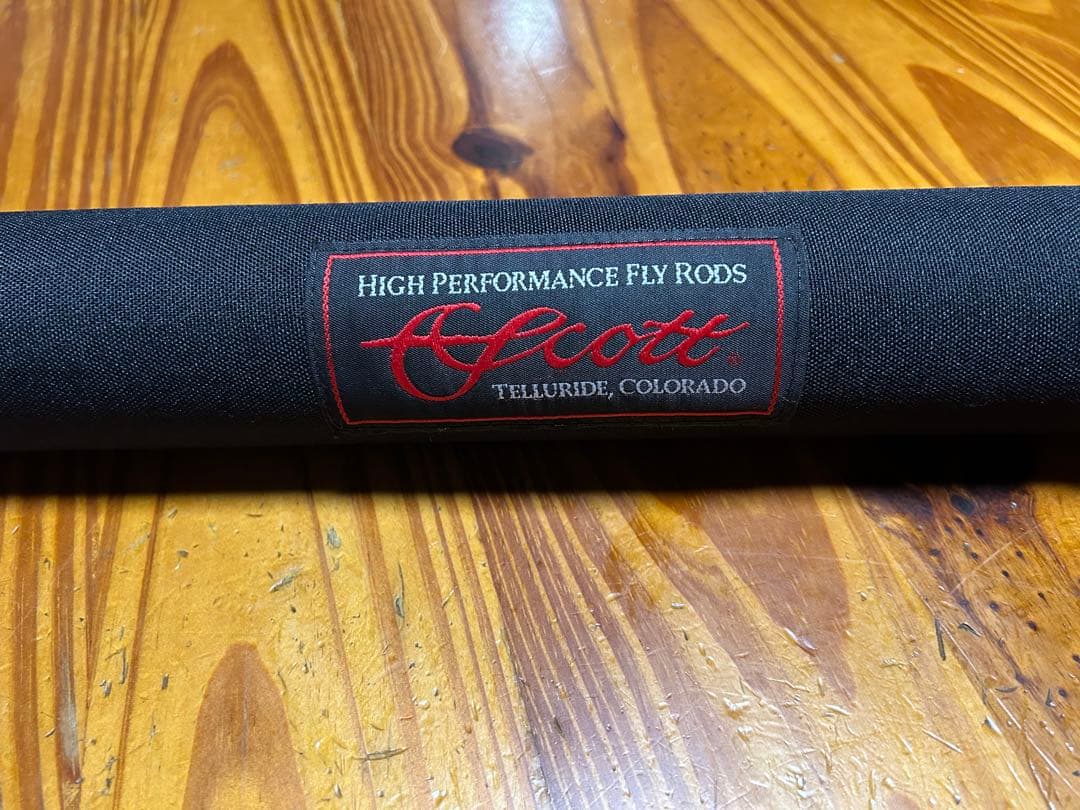 HIGH PERFORMANCE FLY RODS
Scott®
TELLURIDE, COLORADO